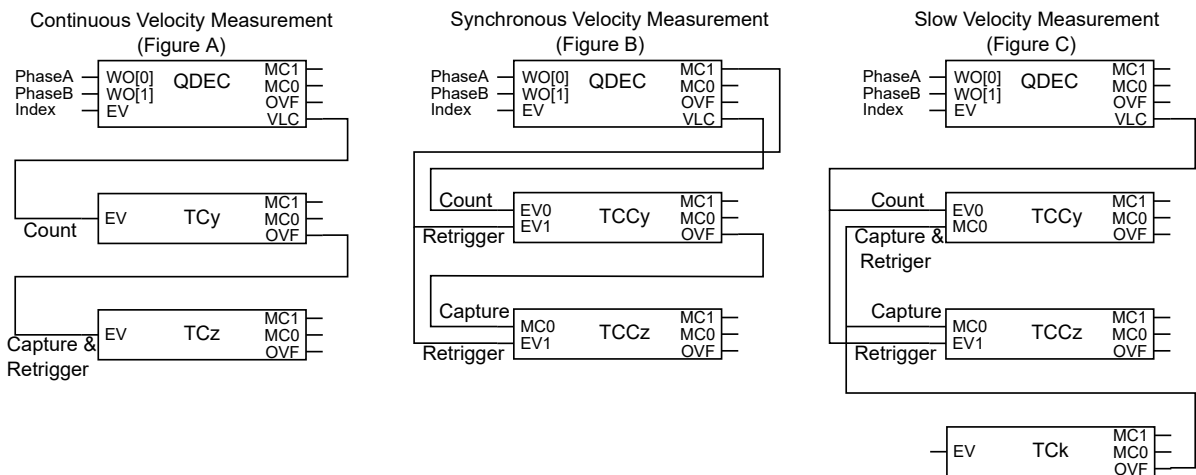 Continuous Velocity Measurement
(Figure A)
PhaseA
PhaseB
Index
WO[0]
WO[1]
EV
QDEC
MC1
MC0
OVF
VLC
Count
EV
TCy
MC1
MC0
OVF
Capture &
Retrigger
EV
TCz
MC1
MC0
OVF
Synchronous Velocity Measurement
(Figure B)
PhaseA
PhaseB
Index
WO[0]
WO[1]
EV
QDEC
MC1
MC0
OVF
VLC
Count
Retrigger
EV0
EV1
TCCy
MC1
MC0
OVF
Capture
Retrigger
MC0
EV1
TCCz
MC1
MC0
OVF
Slow Velocity Measurement
(Figure C)
PhaseA
PhaseB
Index
WO[0]
WO[1]
EV
QDEC
MC1
MC0
OVF
VLC
Count
Capture &
Retriger
EV0
MC0
TCCy
MC1
MC0
OVF
Capture
Retrigger
MC0
EV1
TCCz
MC1
MC0
OVF
EV
TCk
MC1
MC0
OVF